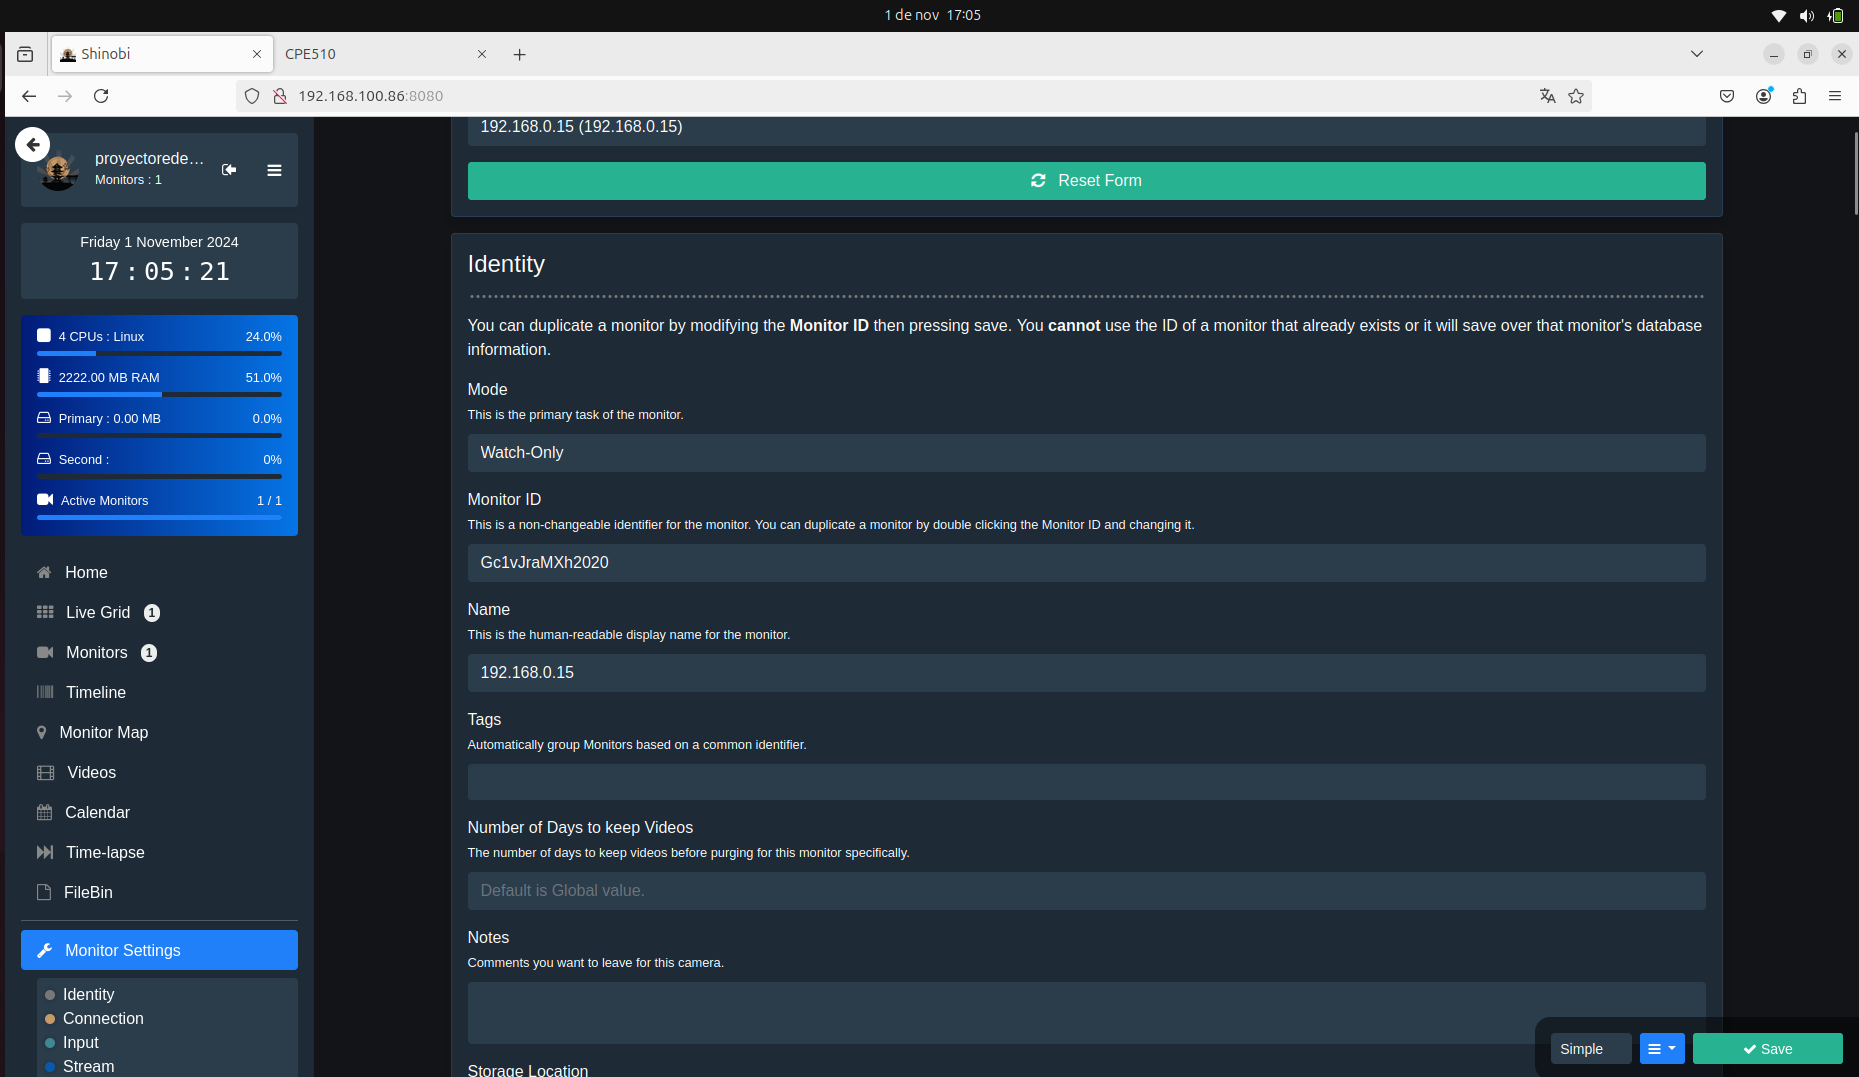 1 de nov 17:05
Shinobi
CPE510
192.168.100.86:8080
proyectorede...
Monitors : 1
Friday 1 November 2024
17 : 05 : 21
4 CPUs : Linux 24.0%
2222.00 MB RAM 51.0%
Primary : 0.00 MB 0.0%
Second : 0%
Active Monitors 1 / 1
Home
Live Grid 1
Monitors 1
Timeline
Monitor Map
Videos
Calendar
Time-lapse
FileBin
Monitor Settings
Identity
Connection
Input
Stream
192.168.0.15 (192.168.0.15)
Reset Form
Identity
You can duplicate a monitor by modifying the Monitor ID then pressing save. You cannot use the ID of a monitor that already exists or it will save over that monitor's database
information.
Mode
This is the primary task of the monitor.
Watch-Only
Monitor ID
This is a non-changeable identifier for the monitor. You can duplicate a monitor by double clicking the Monitor ID and changing it.
Gc1vJraMXh2020
Name
This is the human-readable display name for the monitor.
192.168.0.15
Tags
Automatically group Monitors based on a common identifier.
Number of Days to keep Videos
The number of days to keep videos before purging for this monitor specifically.
Default is Global value.
Notes
Comments you want to leave for this camera.
Storage Location
Simple
Save